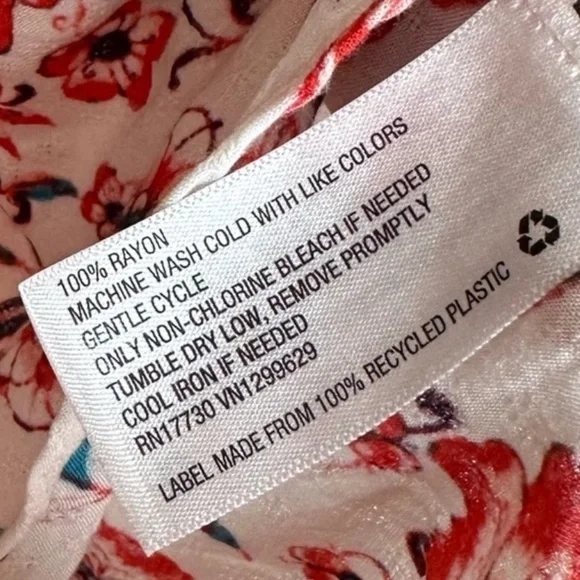 100% RAYON
MACHINE WASH COLD WITH LIKE COLORS
GENTLE CYCLE
ONLY NON-CHLORINE BLEACH IF NEEDED
TUMBLE DRY LOW, REMOVE PROMPTLY
COOL IRON IF NEEDED
RN17730 VN1299629
LABEL MADE FROM 100% RECYCLED PLASTIC